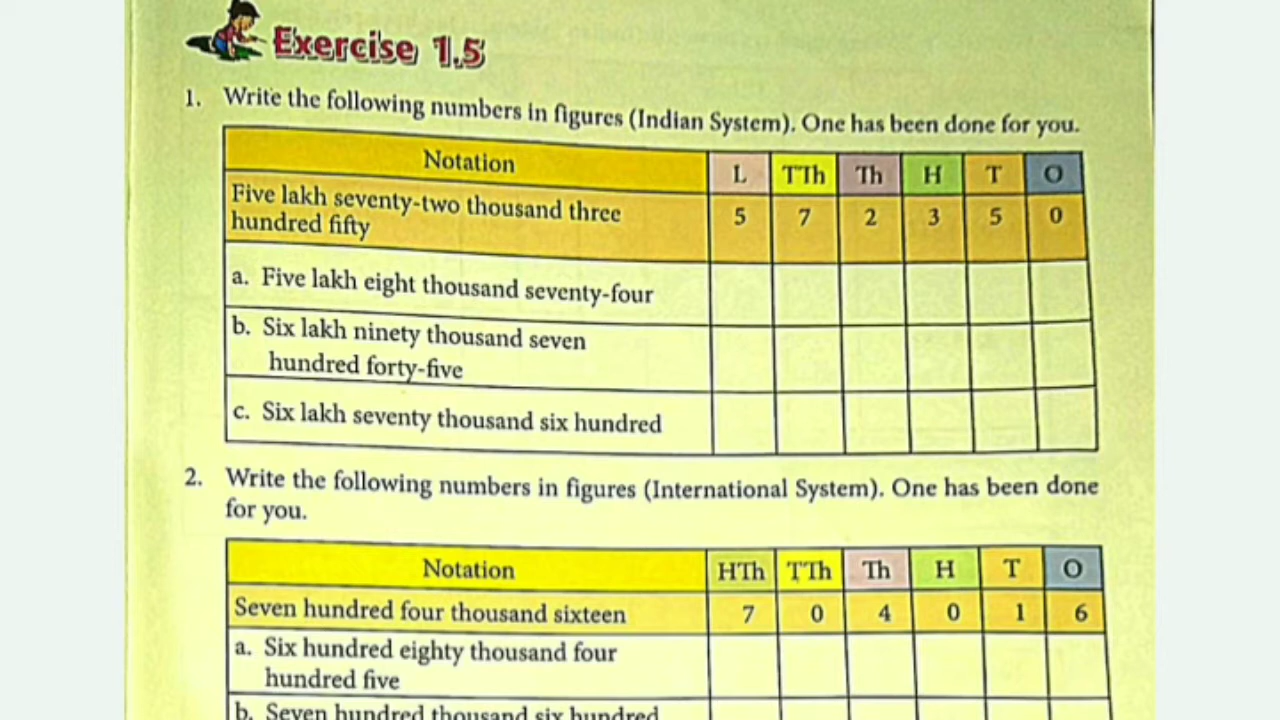 Exercise 1.5
1. Write the following numbers in figures (Indian System). One has been done for you.
Notation L TTh Th H T O
Five lakh seventy-two thousand three
hundred fifty 5 7 2 3 5 0
a. Five lakh eight thousand seventy-four
b. Six lakh ninety thousand seven
hundred forty-five
c. Six lakh seventy thousand six hundred
2. Write the following numbers in figures (International System). One has been done
for you.
Notation HTh TTh Th H T O
Seven hundred four thousand sixteen 7 0 4 0 1 6
a. Six hundred eighty thousand four
hundred five
b. Seven hundred thousand six hundred